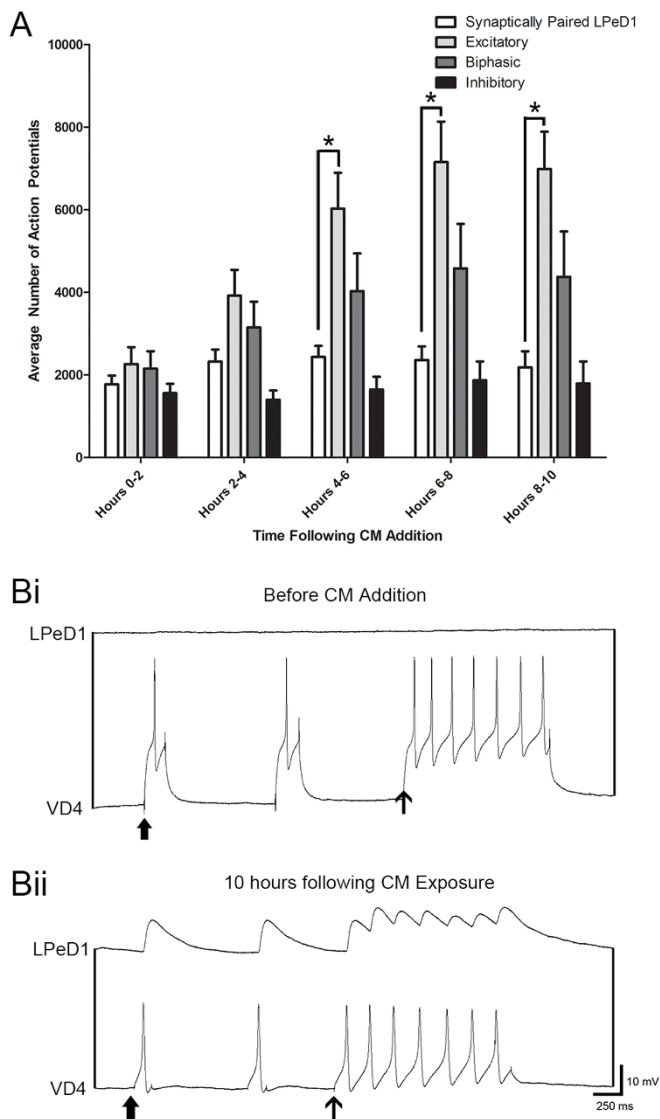 A
Synaptically Paired LPeD1
Excitatory
Biphasic
Inhibitory
10000
8000
6000
4000
2000
0
Average Number of Action Potentials
*
*
*
Hours 0-2
Hours 2-4
Hours 4-6
Hours 6-8
Hours 8-10
Time Following CM Addition
Bi
Before CM Addition
LPeD1
VD4
Bii
10 hours following CM Exposure
LPeD1
VD4
10 mV
250 ms